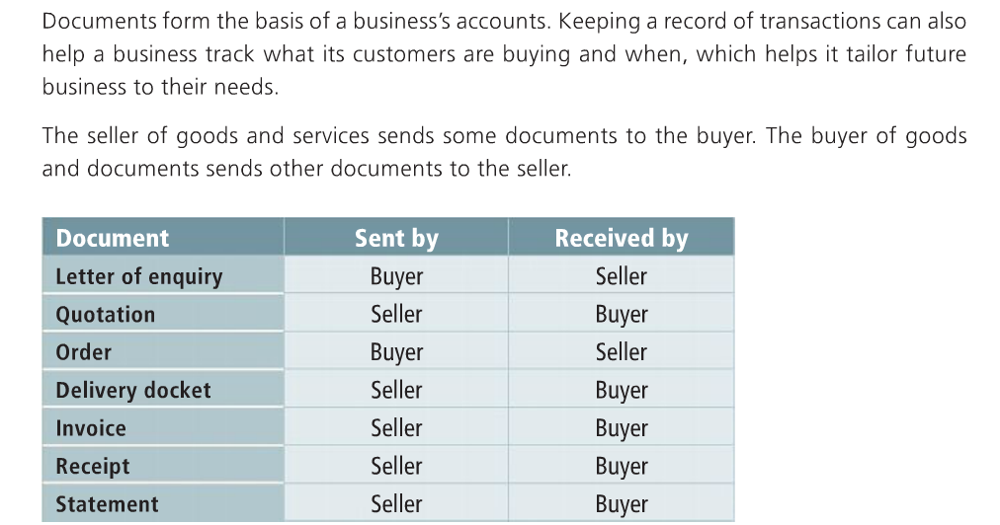 Documents form the basis of a business's accounts. Keeping a record of transactions can also
help a business track what its customers are buying and when, which helps it tailor future
business to their needs.
The seller of goods and services sends some documents to the buyer. The buyer of goods
and documents sends other documents to the seller.
Document Sent by Received by
Letter of enquiry Buyer Seller
Quotation Seller Buyer
Order Buyer Seller
Delivery docket Seller Buyer
Invoice Seller Buyer
Receipt Seller Buyer
Statement Seller Buyer